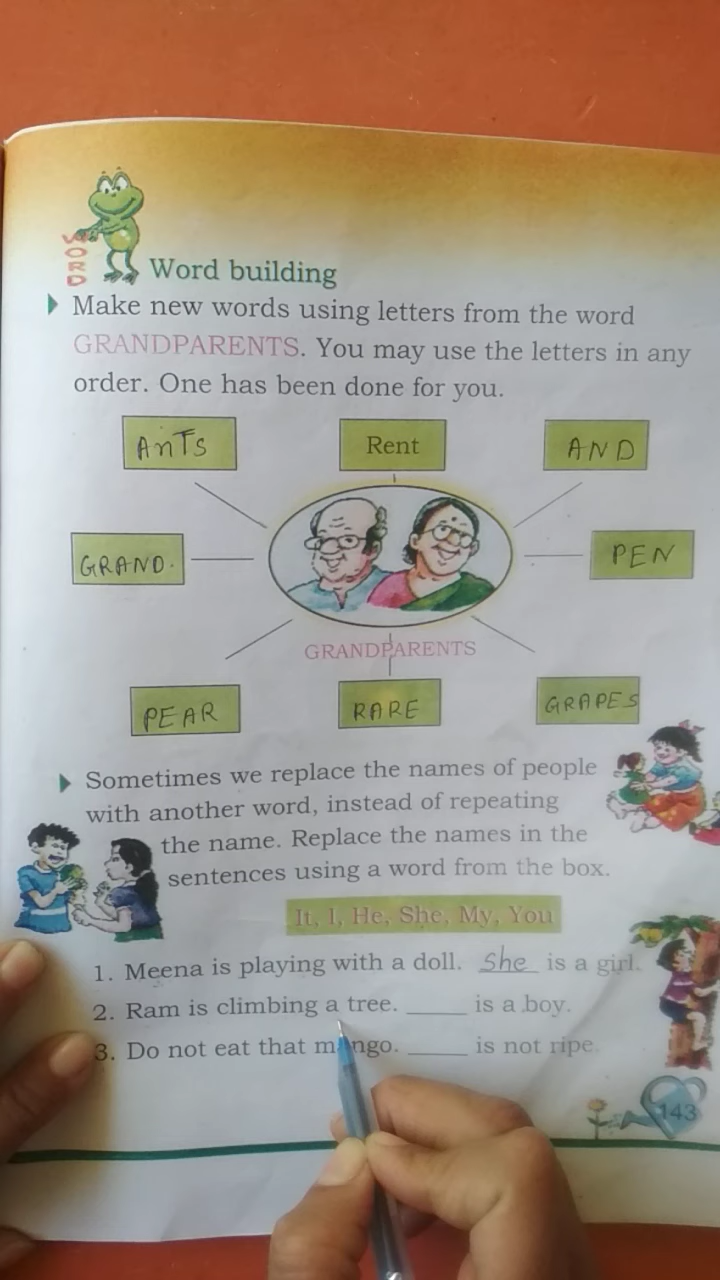 WORD
Word building
Make new words using letters from the word
GRANDPARENTS. You may use the letters in any
order. One has been done for you.
AnTS Rent AND
GRAND. PEN
GRANDPARENTS
PEAR RARE GRAPES
Sometimes we replace the names of people
with another word, instead of repeating
the name. Replace the names in the
sentences using a word from the box.
It, I, He, She, My, You
1. Meena is playing with a doll. She is a girl.
2. Ram is climbing a tree. ____ is a boy.
3. Do not eat that mango. ____ is not ripe.
143